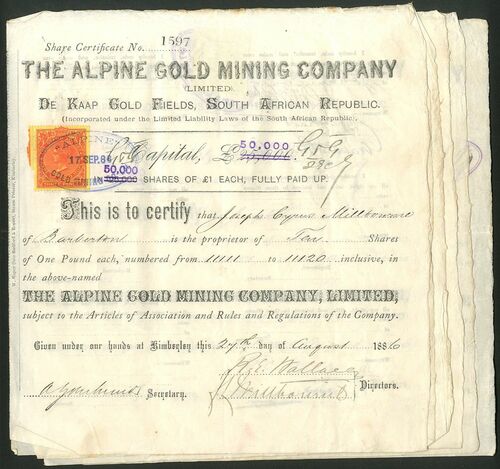 Share Certificate No. 1597
THE ALPINE GOLD MINING COMPANY
(LIMITED),
DE KAAP GOLD FIELDS, SOUTH AFRICAN REPUBLIC.
(Incorporated under the Limited Liability Laws of the South African Republic).
50,000
Capital, £
ALPINE
17.SEP.86
GOLD MINING
50,000
SHARES OF £1 EACH, FULLY PAID UP.
This is to certify that Joseph Cyrus Millbourne
of Barberton is the proprietor of Ten Shares
of One Pound each, numbered from 11111 to 11120 inclusive, in
the above-named
THE ALPINE GOLD MINING COMPANY, LIMITED,
subject to the Articles of Association and Rules and Regulations of the Company.
Given under our hands at Kimberley this 27th day of August 1886
Wallace
Secretary.
Directors.